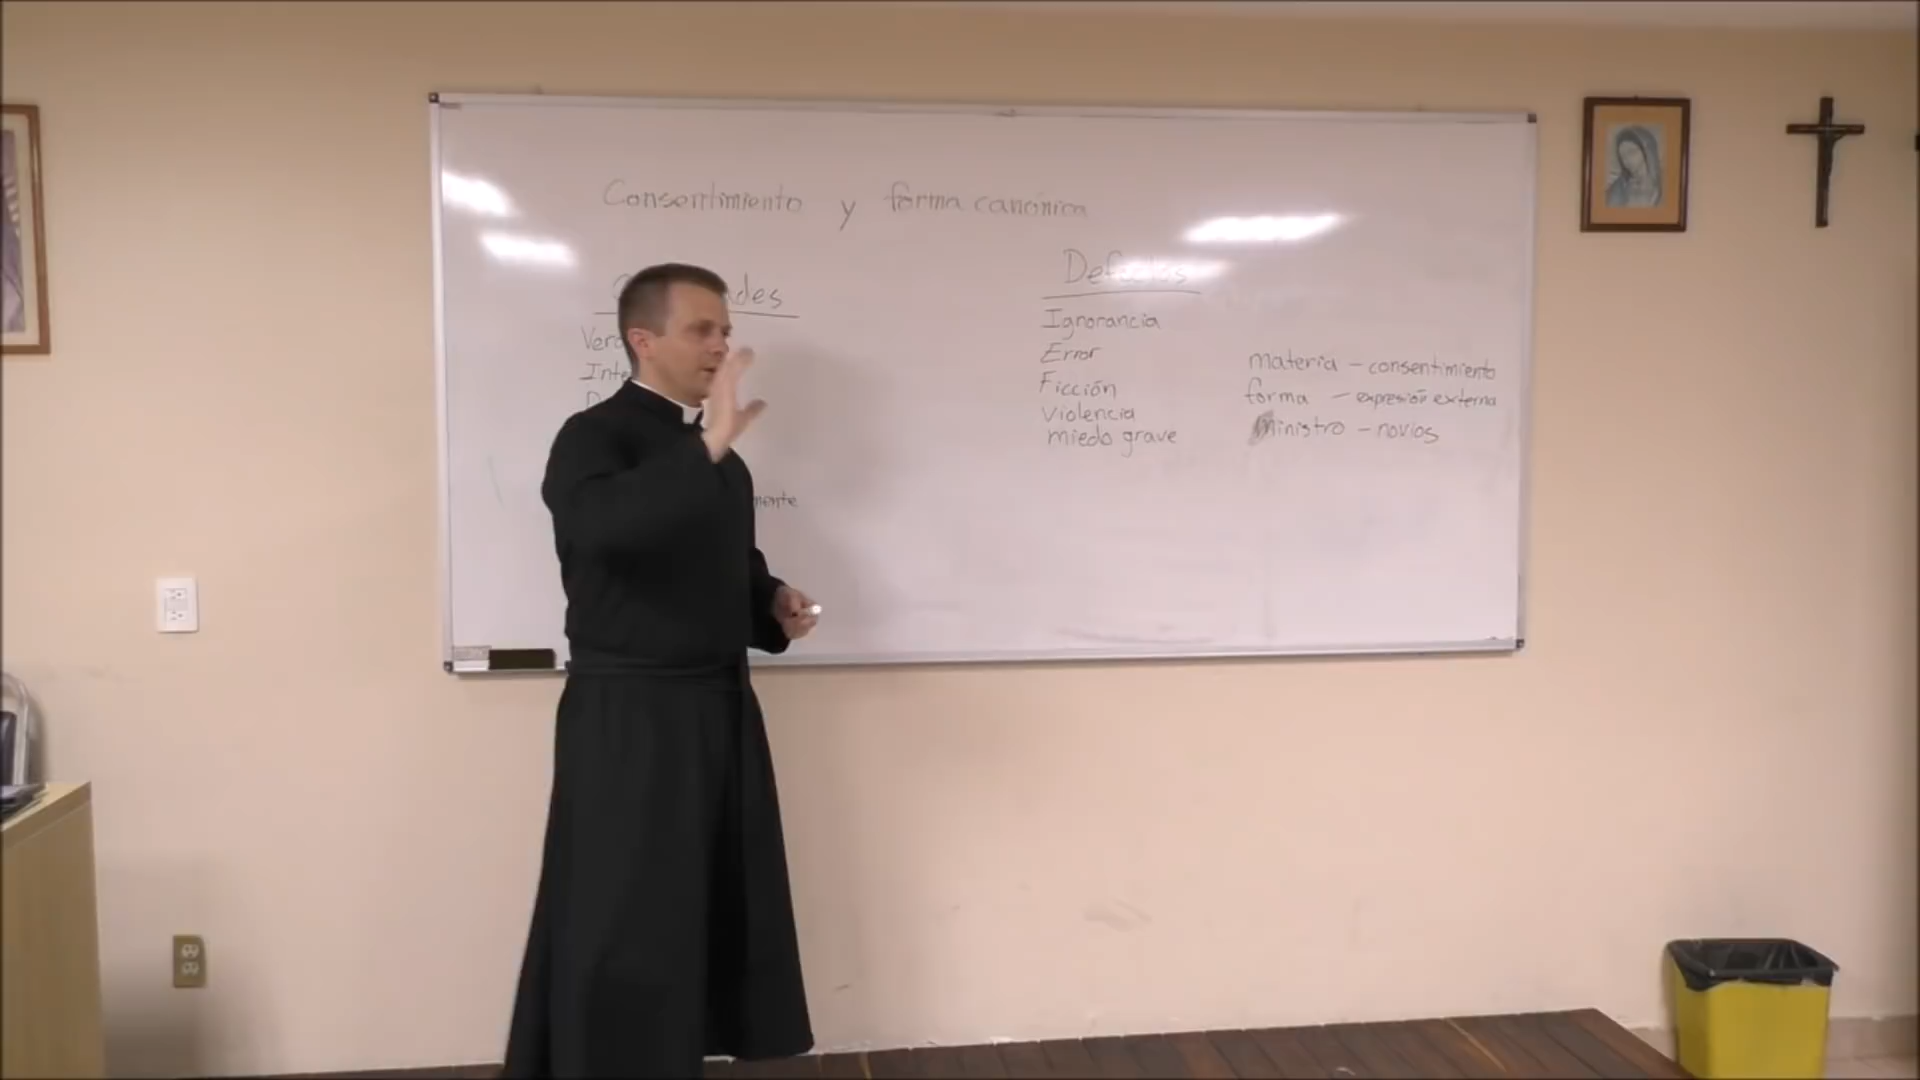 Consentimiento y forma canónica
Defectos
Ignorancia
Error
Ficción
violencia
miedo grave
materia - consentimiento
forma - expresión externa
Ministro - novios